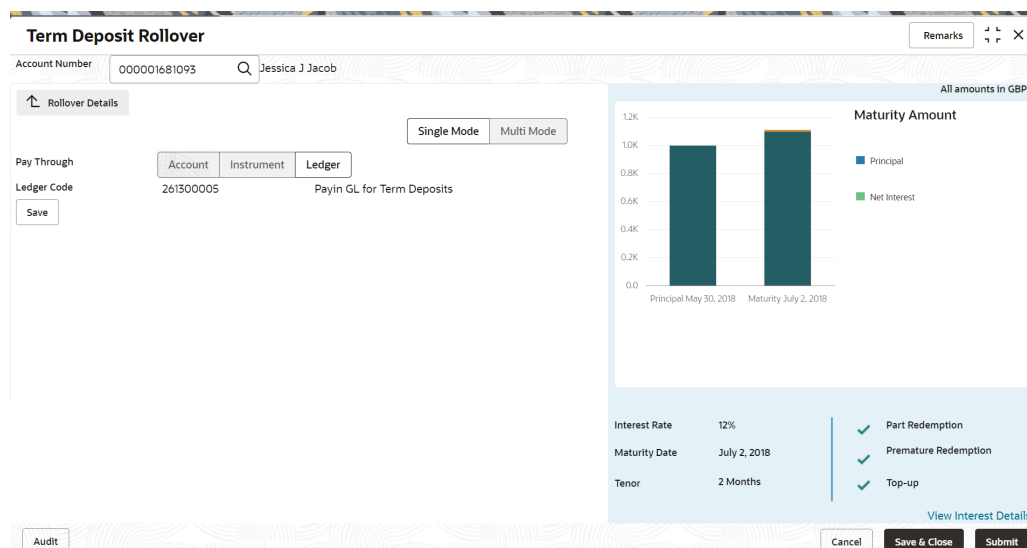 Term Deposit Rollover
Remarks
Account Number
000001681093
Jessica J Jacob
All amounts in GBP
Rollover Details
Single Mode
Multi Mode
Pay Through
Account
Instrument
Ledger
Ledger Code
261300005
Payin GL for Term Deposits
Save
Maturity Amount
1.2K
1.0K
0.8K
0.6K
0.4K
0.2K
0.0
Principal May 30, 2018
Maturity July 2, 2018
Principal
Net Interest
Interest Rate
12%
Maturity Date
July 2, 2018
Tenor
2 Months
Part Redemption
Premature Redemption
Top-up
View Interest Details
Audit
Cancel
Save & Close
Submit